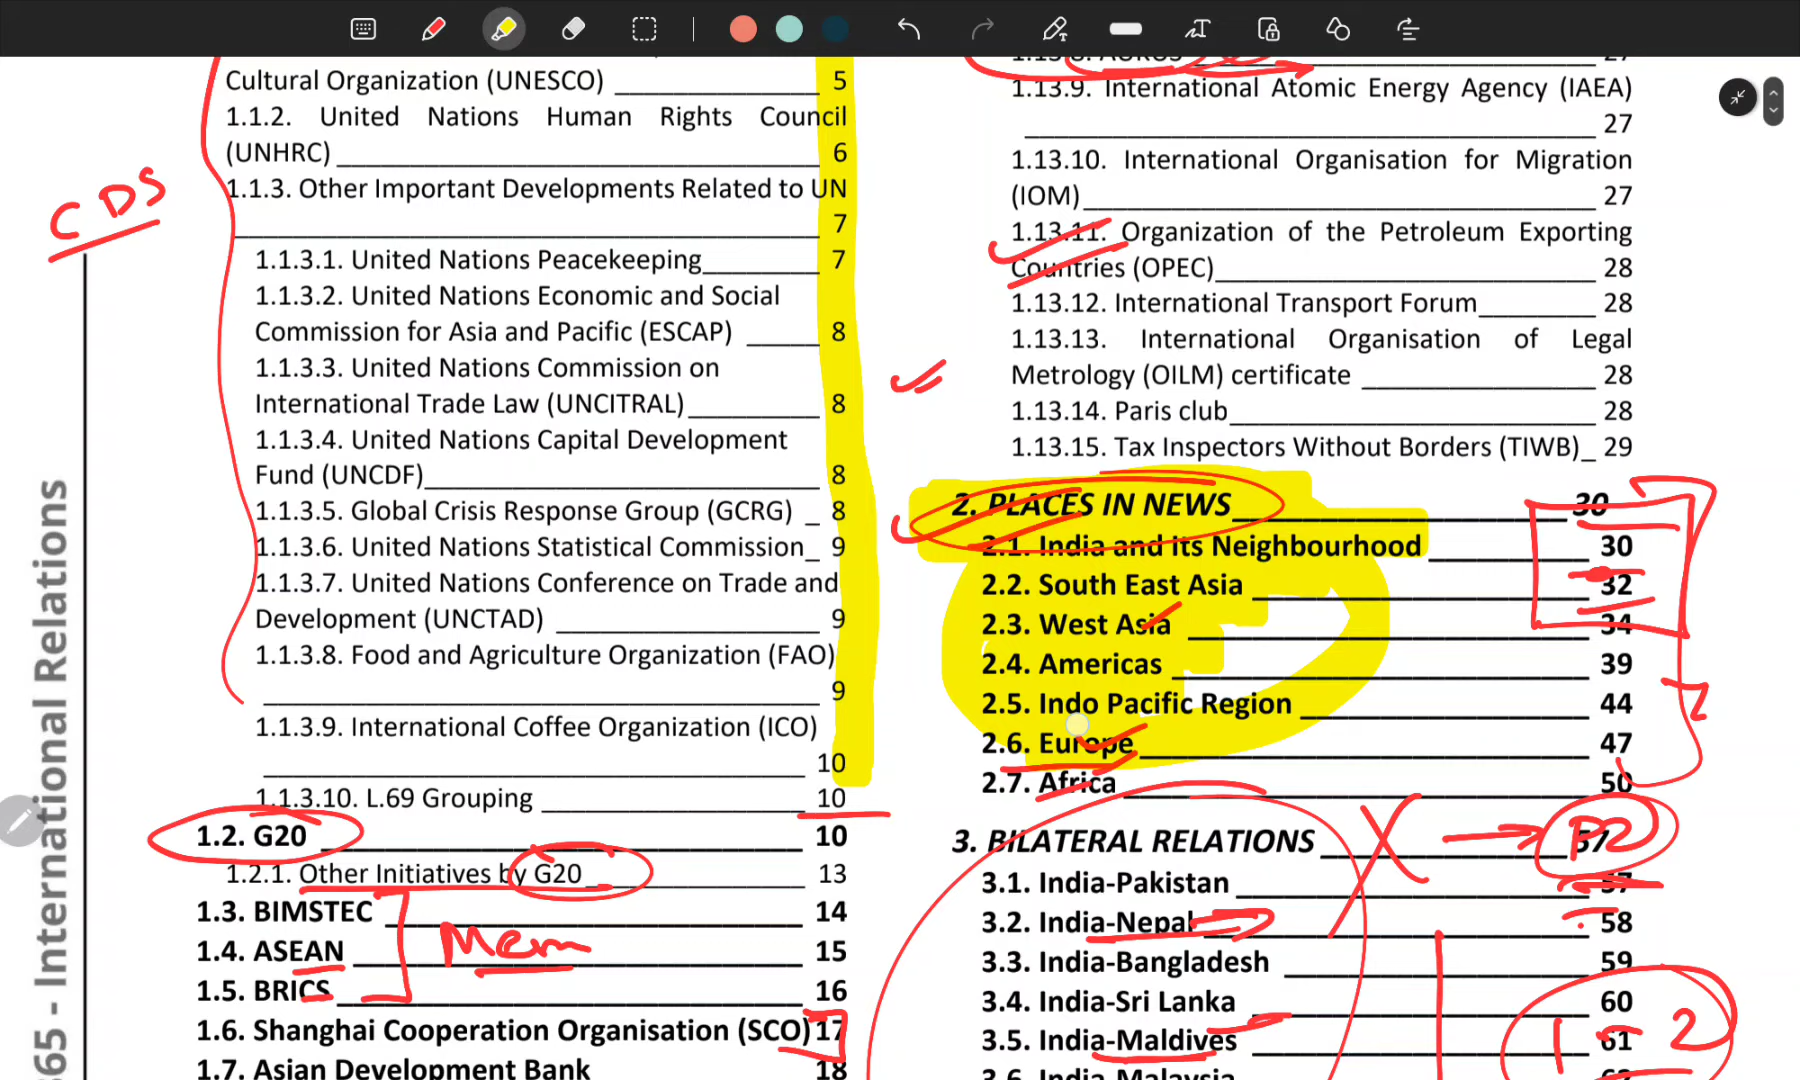 Cultural Organization (UNESCO) 5
1.1.2. United Nations Human Rights Council
(UNHRC) 6
1.1.3. Other Important Developments Related to UN
7
1.1.3.1. United Nations Peacekeeping 7
1.1.3.2. United Nations Economic and Social
Commission for Asia and Pacific (ESCAP) 8
1.1.3.3. United Nations Commission on
International Trade Law (UNCITRAL) 8
1.1.3.4. United Nations Capital Development
Fund (UNCDF) 8
1.1.3.5. Global Crisis Response Group (GCRG) 8
1.1.3.6. United Nations Statistical Commission 9
1.1.3.7. United Nations Conference on Trade and
Development (UNCTAD) 9
1.1.3.8. Food and Agriculture Organization (FAO)
9
1.1.3.9. International Coffee Organization (ICO)
10
1.1.3.10. L.69 Grouping 10
1.2. G20 10
1.2.1. Other Initiatives by G20 13
1.3. BIMSTEC 14
1.4. ASEAN 15
1.5. BRICS 16
1.6. Shanghai Cooperation Organisation (SCO) 17
1.7. Asian Development Bank 18
CDS
Mem
365 - International Relations
1.13.9. International Atomic Energy Agency (IAEA)
27
1.13.10. International Organisation for Migration
(IOM) 27
1.13.11. Organization of the Petroleum Exporting
Countries (OPEC) 28
1.13.12. International Transport Forum 28
1.13.13. International Organisation of Legal
Metrology (OILM) certificate 28
1.13.14. Paris club 28
1.13.15. Tax Inspectors Without Borders (TIWB) 29
2. PLACES IN NEWS 30
2.1. India and its Neighbourhood 30
2.2. South East Asia 32
2.3. West Asia 34
2.4. Americas 39
2.5. Indo Pacific Region 44
2.6. Europe 47
2.7. Africa 50
3. BILATERAL RELATIONS 57
3.1. India-Pakistan 57
3.2. India-Nepal 58
3.3. India-Bangladesh 59
3.4. India-Sri Lanka 60
3.5. India-Maldives 61
3.6. India-Malaysia
P2
1 - 2